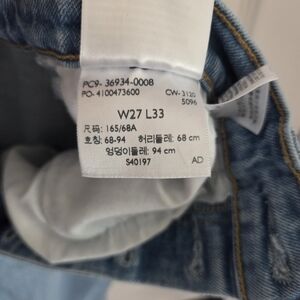 PC9- 36934-0008
PO-4100473600 CW-3120
5096
W27 L33
尺码: 165/68A
호칭: 68-94 허리둘레: 68 cm
엉덩이둘레: 94 cm
S40197 AD